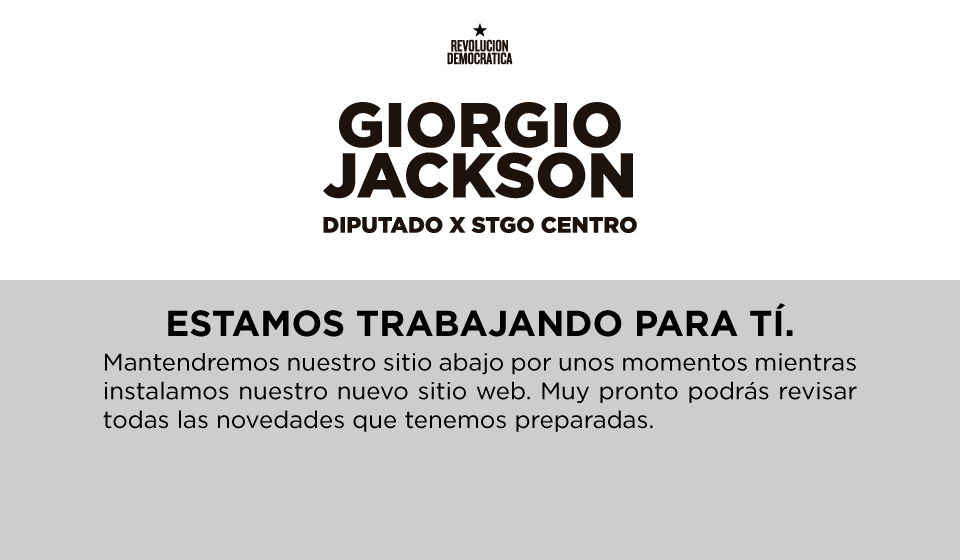 REVOLUCION
DEMOCRATICA
GIORGIO
JACKSON
DIPUTADO X STGO CENTRO
ESTAMOS TRABAJANDO PARA TÍ.
Mantendremos nuestro sitio abajo por unos momentos mientras
instalamos nuestro nuevo sitio web. Muy pronto podrás revisar
todas las novedades que tenemos preparadas.